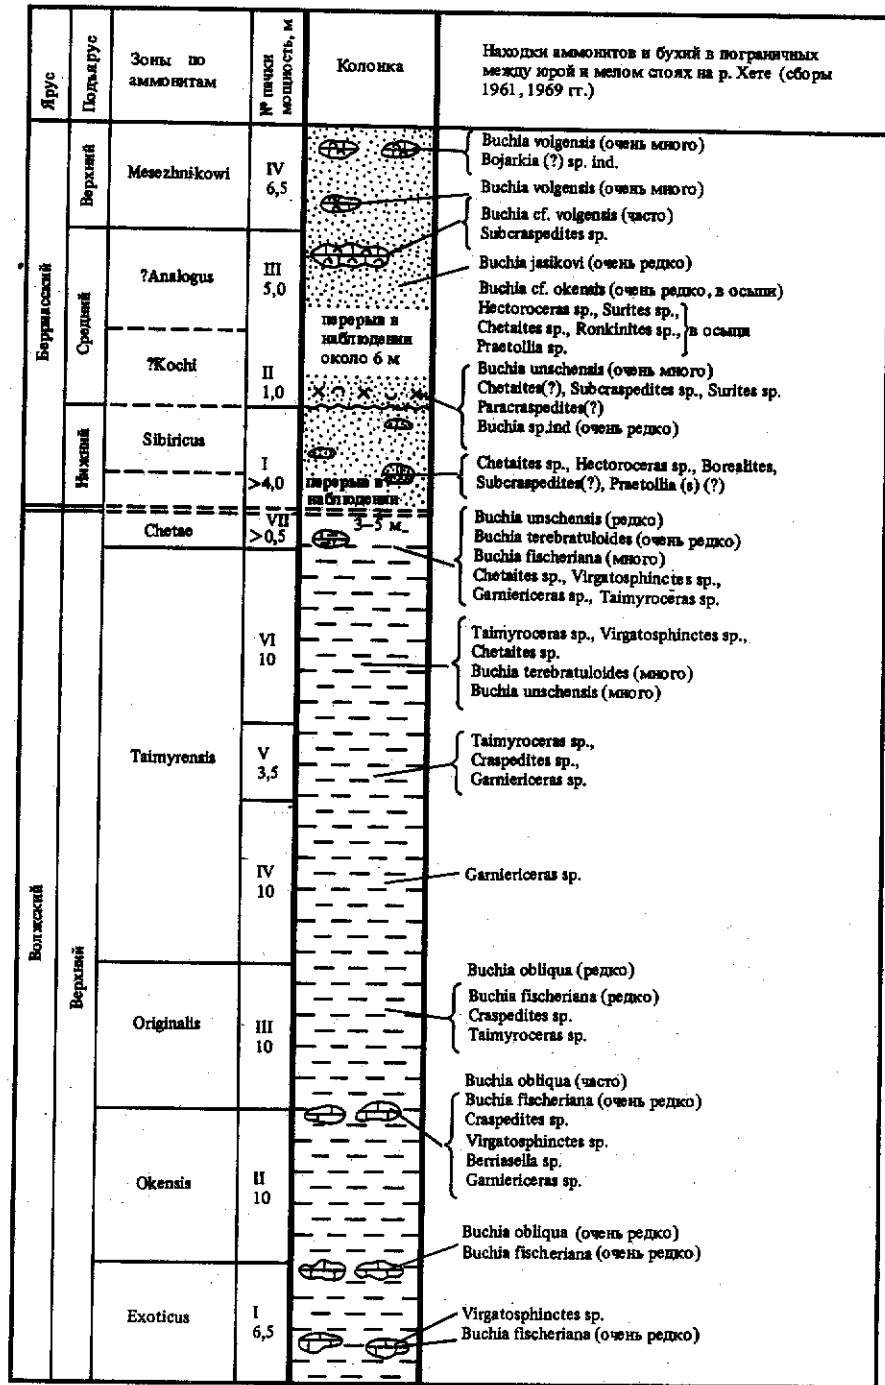 Ярус
Подъярус
Зоны по
аммонитам
№ пачки
мощность, м
Колонка
Находки аммонитов и бухий в пограничных
между юрой и мелом слоях на р. Хете (сборы
1961, 1969 гг.)
Берриасский
Верхний
Mesezhnikowi
IV
6,5
Buchia volgensis (очень много)
Bojarkia (?) sp. ind.
Buchia volgensis (очень много)
Buchia cf. volgensis (часто)
Subcraspedites sp.
Средний
?Analogus
III
5,0
Buchia jasikovi (очень редко)
Buchia cf. okensis (очень редко, в осыпи)
Hectoroceras sp., Surites sp.,
Chetaites sp., Ronkinites sp.,
Praetollia sp.
в осыпи
перерыв в
наблюдении
около 6 м
?Kochi
II
1,0
Buchia unschensis (очень много)
Chetaites(?), Subcraspedites sp., Surites sp.
Paracraspedites(?)
Buchia sp.ind (очень редко)
Нижний
Sibiricus
I
>4,0
перерыв в
наблюдении
3–5 м
Chetaites sp., Hectoroceras sp., Borealites,
Subcraspedites(?), Praetollia (s) (?)
Волжский
Верхний
Chetae
VII
>0,5
Buchia unschensis (редко)
Buchia terebratuloides (очень редко)
Buchia fischeriana (много)
Chetaites sp., Virgatosphinctes sp.,
Garniericeras sp., Taimyroceras sp.
Taimyrensis
VI
10
Taimyroceras sp., Virgatosphinctes sp.,
Chetaites sp.
Buchia terebratuloides (много)
Buchia unschensis (много)
V
3,5
Taimyroceras sp.,
Craspedites sp.,
Garniericeras sp.
IV
10
Garniericeras sp.
Originalis
III
10
Buchia obliqua (редко)
Buchia fischeriana (редко)
Craspedites sp.
Taimyroceras sp.
Buchia obliqua (часто)
Buchia fischeriana (очень редко)
Craspedites sp.
Virgatosphinctes sp.
Berriasella sp.
Garniericeras sp.
Okensis
II
10
Buchia obliqua (очень редко)
Buchia fischeriana (очень редко)
Exoticus
I
6,5
Virgatosphinctes sp.
Buchia fischeriana (очень редко)